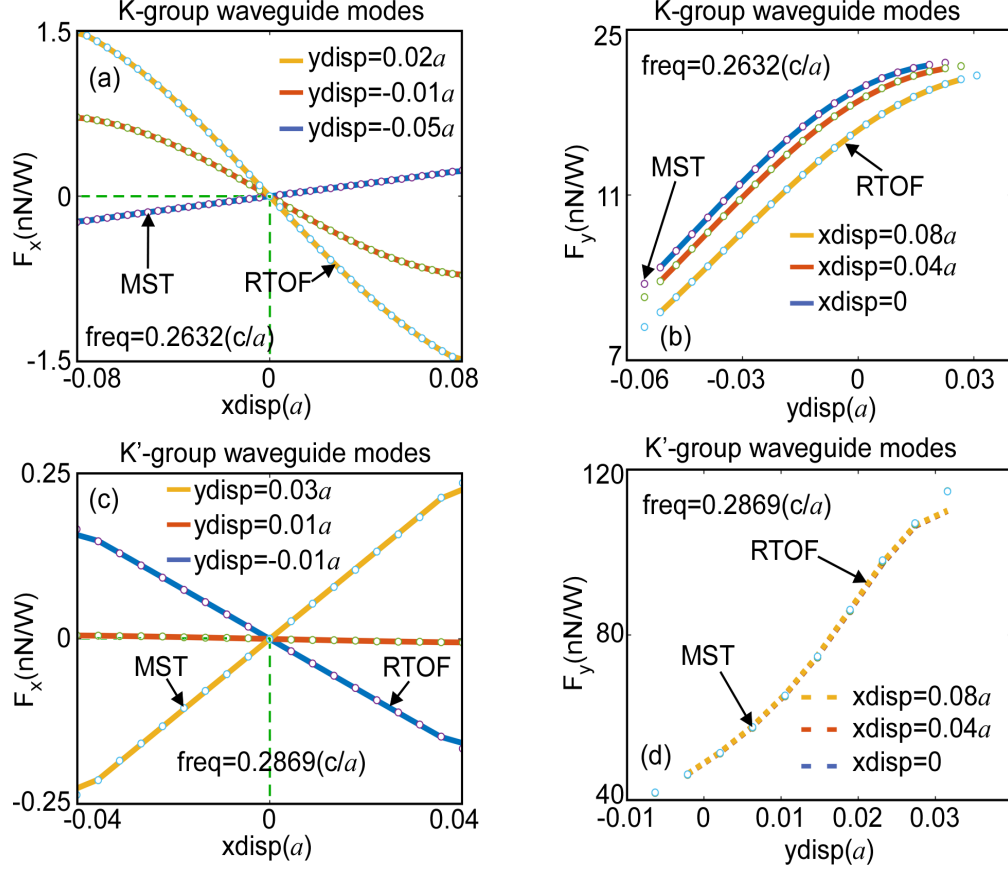 K-group waveguide modes
1.5
(a)
ydisp=0.02a
ydisp=-0.01a
ydisp=-0.05a
Fx(nN/W)
0
MST
RTOF
freq=0.2632(c/a)
-1.5
-0.08
0
0.08
xdisp(a)
K-group waveguide modes
25
freq=0.2632(c/a)
MST
RTOF
Fy(nN/W)
11
xdisp=0.08a
xdisp=0.04a
xdisp=0
(b)
7
-0.06
-0.03
0
0.03
ydisp(a)
K'-group waveguide modes
0.25
(c)
ydisp=0.03a
ydisp=0.01a
ydisp=-0.01a
Fx(nN/W)
0
MST
RTOF
freq=0.2869(c/a)
-0.25
-0.04
0
0.04
xdisp(a)
K'-group waveguide modes
120
freq=0.2869(c/a)
RTOF
Fy(nN/W)
80
MST
xdisp=0.08a
xdisp=0.04a
xdisp=0
(d)
40
-0.01
0
0.01
0.02
0.03
0.04
ydisp(a)